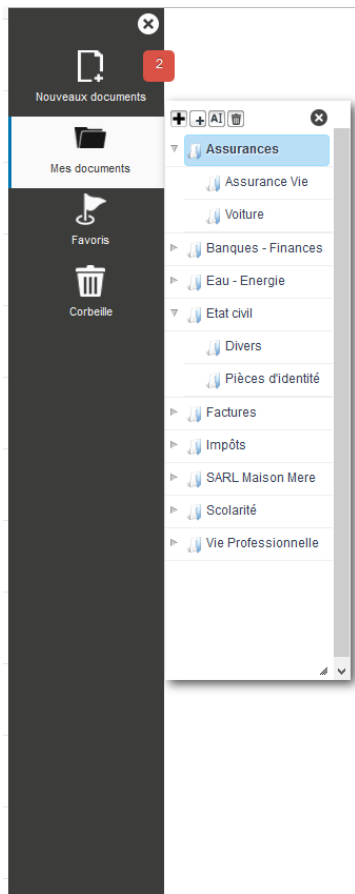 2
Nouveaux documents
Mes documents
Favoris
Corbeille
AI
Assurances
Assurance Vie
Voiture
Banques - Finances
Eau - Energie
Etat civil
Divers
Pièces d'identité
Factures
Impôts
SARL Maison Mere
Scolarité
Vie Professionnelle